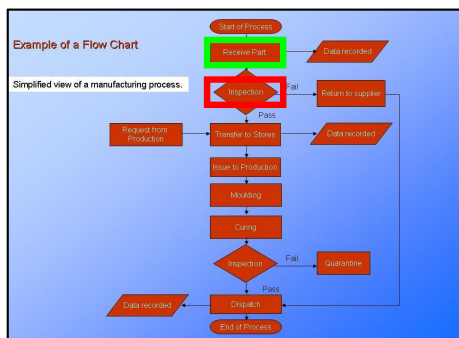 Start of Process
Example of a Flow Chart
Receive Part
Data recorded
Simplified view of a manufacturing process.
Inspection
Fail
Return to supplier
Pass
Request from
Production
Transfer to Stores
Data recorded
Issue to Production
Moulding
Curing
Inspection
Fail
Quarantine
Pass
Data recorded
Dispatch
End of Process